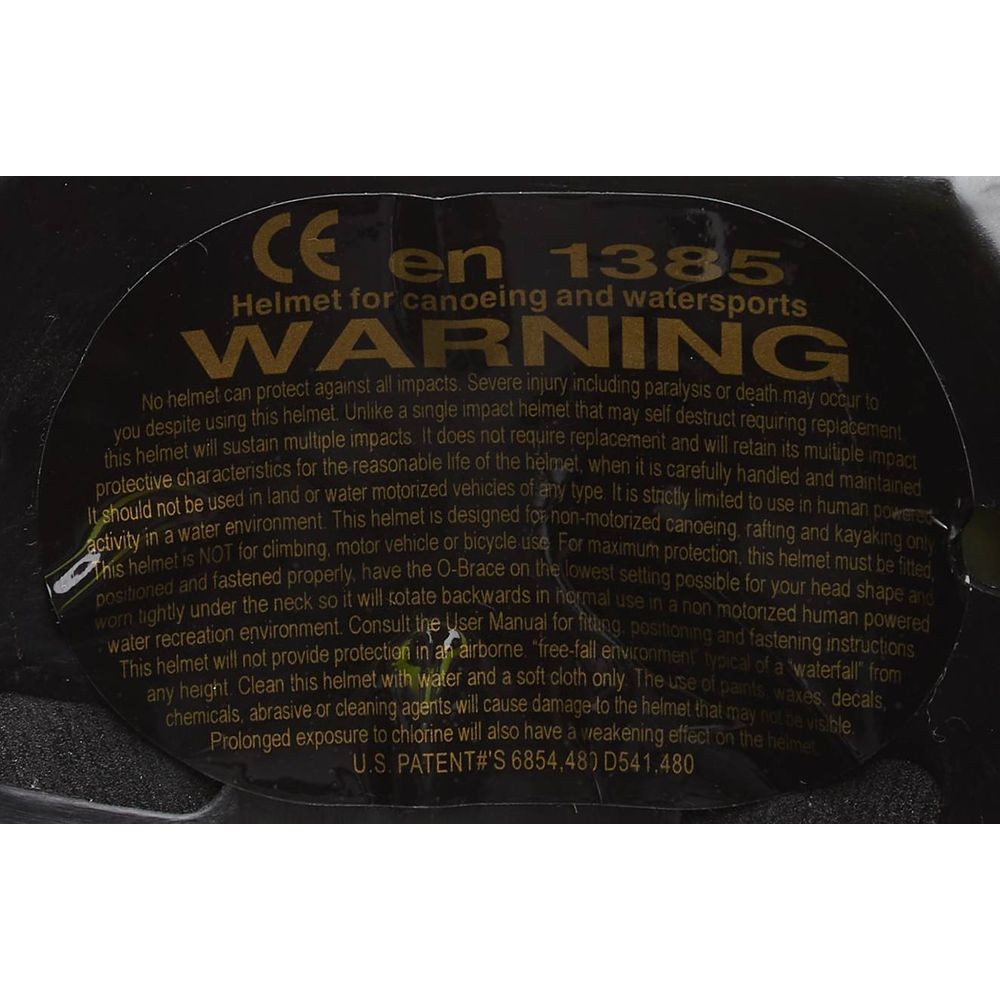 CE en 1385
Helmet for canoeing and watersports
WARNING
No helmet can protect against all impacts. Severe injury including paralysis or death may occur to
you despite using this helmet. Unlike a single impact helmet that may self destruct requiring replacement,
this helmet will sustain multiple impacts. It does not require replacement and will retain its multiple impact
protective characteristics for the reasonable life of the helmet, when it is carefully handled and maintained
It should not be used in land or water motorized vehicles of any type. It is strictly limited to use in human powered
activity in a water environment. This helmet is designed for non-motorized canoeing, rafting and kayaking only
This helmet is NOT for climbing, motor vehicle or bicycle use. For maximum protection, this helmet must be fitted,
positioned and fastened properly, have the O-Brace on the lowest setting possible for your head shape and
worn tightly under the neck so it will rotate backwards in normal use in a non motorized human powered
water recreation environment. Consult the User Manual for fitting, positioning and fastening instructions
This helmet will not provide protection in an airborne. "free-fall environment" typical of a "waterfall" from
any height. Clean this helmet with water and a soft cloth only. The use of paints, waxes, decals,
chemicals, abrasive or cleaning agents will cause damage to the helmet that may not be visible.
Prolonged exposure to chlorine will also have a weakening effect on the helmet
U.S. PATENT#'S 6854,480 D541,480